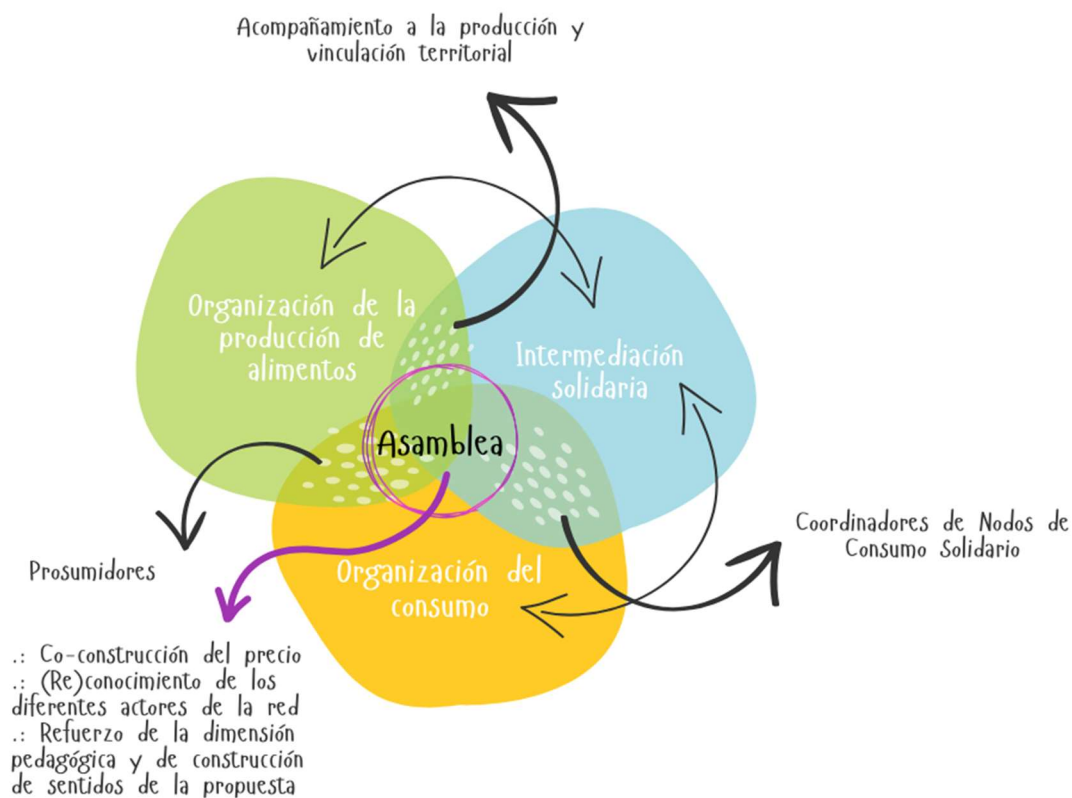 Acompañamiento a la producción y
vinculación territorial
Organización de la
producción de
alimentos
Intermediación
solidaria
Asamblea
Coordinadores de Nodos de
Consumo Solidario
Prosumidores
Organización del
consumo
.: Co-construcción del precio
.: (Re)conocimiento de los
diferentes actores de la red
.: Refuerzo de la dimensión
pedagógica y de construcción
de sentidos de la propuesta